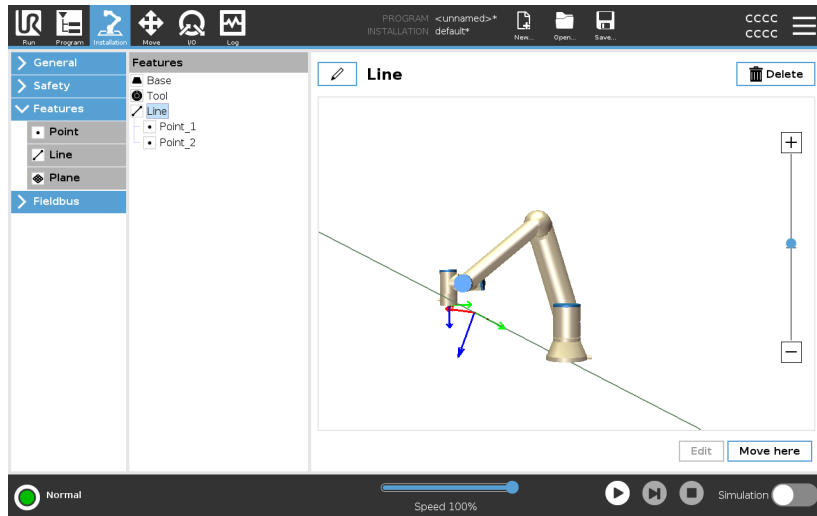 PROGRAM <unnamed>*
INSTALLATION default*
UR
Run
Program
Installation
Move
I/O
Log
New...
Open...
Save...
CCCC
CCCC
General
Safety
Features
Point
Line
Plane
Fieldbus
Features
Base
Tool
Line
Point_1
Point_2
Line
Delete
Edit
Move here
Normal
Speed 100%
Simulation